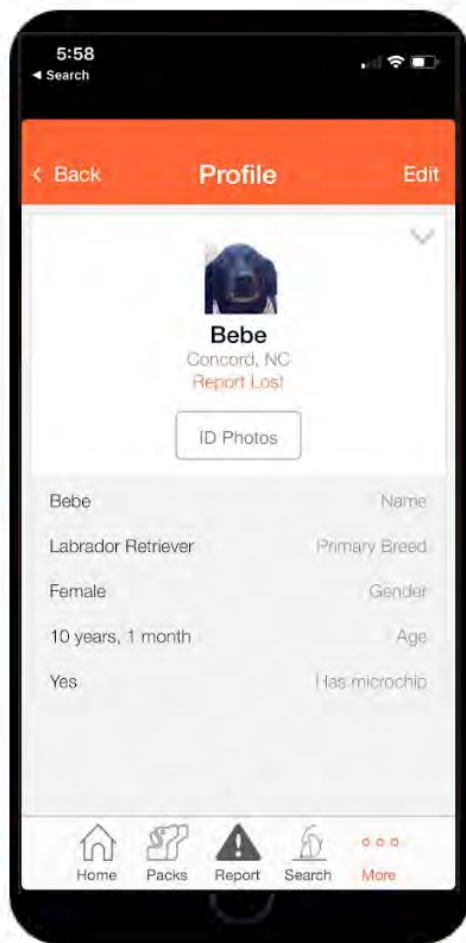 5:58
◄ Search
< Back Profile Edit
Bebe
Concord, NC
Report Lost
ID Photos
Bebe Name
Labrador Retriever Primary Breed
Female Gender
10 years, 1 month Age
Yes Has microchip
Home Packs Report Search More